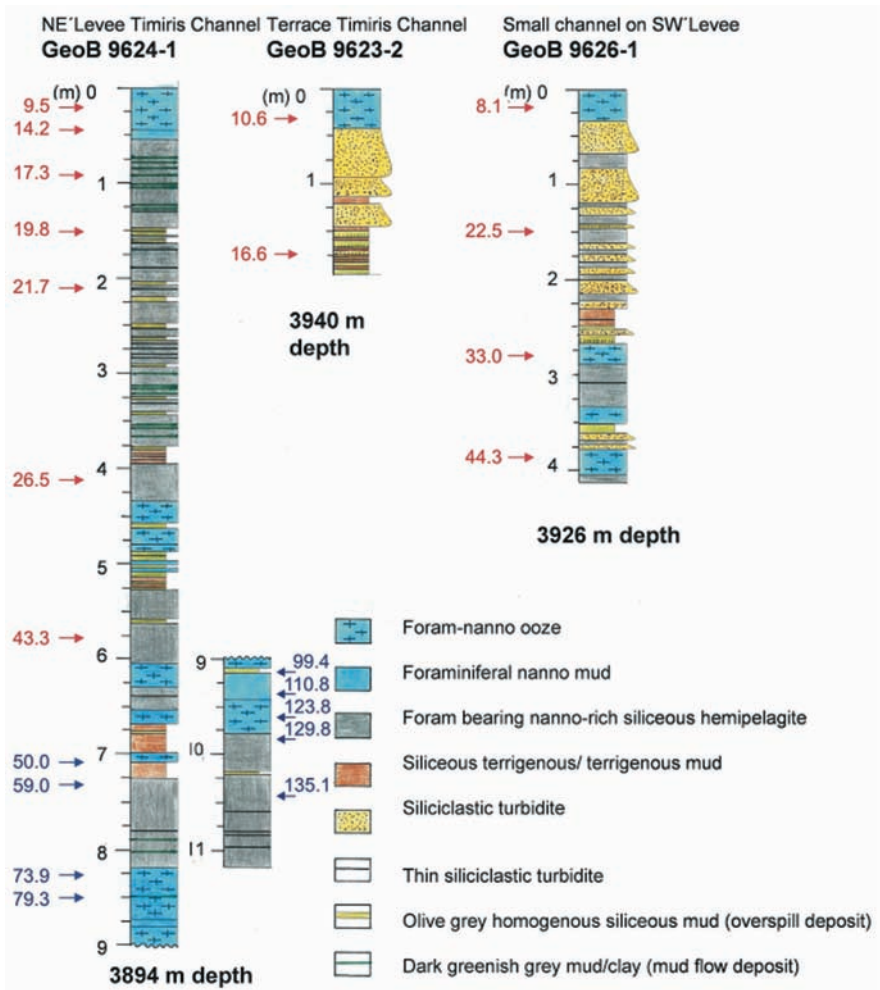 NE´Levee Timiris Channel Terrace Timiris Channel Small channel on SW´Levee
GeoB 9624-1 GeoB 9623-2 GeoB 9626-1
(m) 0
9.5
14.2
17.3
1
19.8
21.7
2
3
26.5
4
5
43.3
6
50.0
7
59.0
73.9
8
79.3
9
3894 m depth
9
99.4
110.8
123.8
129.8
10
135.1
11
(m) 0
10.6
1
16.6
3940 m
depth
(m) 0
8.1
1
22.5
2
33.0
3
44.3
4
3926 m depth
Foram-nanno ooze
Foraminiferal nanno mud
Foram bearing nanno-rich siliceous hemipelagite
Siliceous terrigenous/ terrigenous mud
Siliciclastic turbidite
Thin siliciclastic turbidite
Olive grey homogenous siliceous mud (overspill deposit)
Dark greenish grey mud/clay (mud flow deposit)